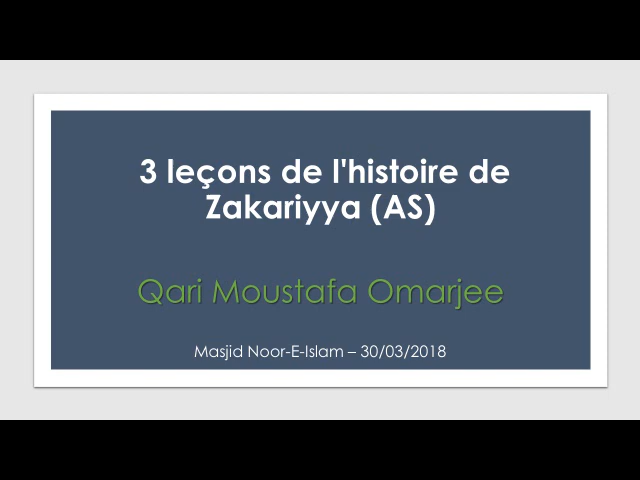 3 leçons de l'histoire de
Zakariyya (AS)
Qari Moustafa Omarjee
Masjid Noor-E-Islam – 30/03/2018